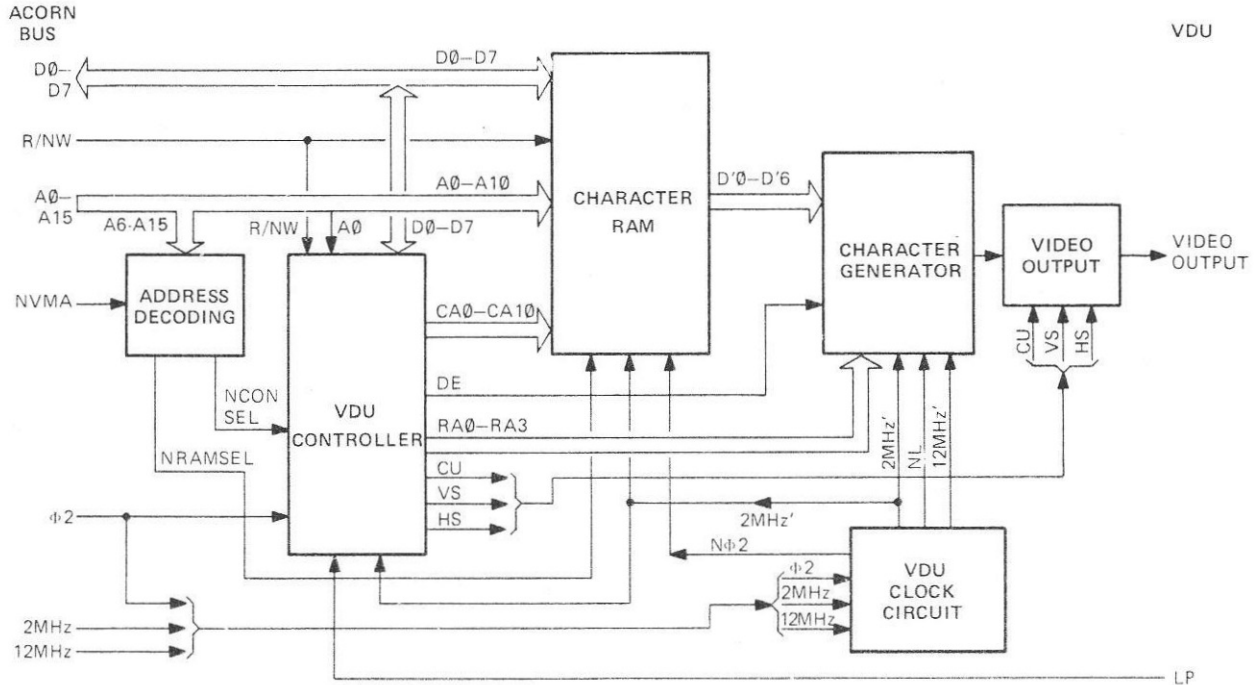 ACORN
BUS
VDU
D0–
D7
D0–D7
R/NW
A0–
A15
A0–A10
A6-A15
R/NW
A0
D0–D7
CHARACTER
RAM
D'0–D'6
CHARACTER
GENERATOR
VIDEO
OUTPUT
VIDEO
OUTPUT
NVMA
ADDRESS
DECODING
CA0–CA10
CU
VS
HS
NCON
SEL
DE
VDU
CONTROLLER
RA0–RA3
NRAMSEL
CU
VS
HS
2MHz'
NL
12MHz'
2MHz'
Φ2
NΦ2
VDU
CLOCK
CIRCUIT
Φ2
2MHz
12MHz
2MHz
12MHz
LP